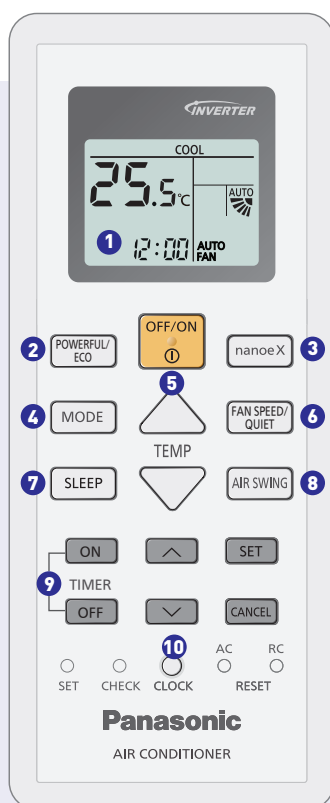 INVERTER
COOL
25.5°C
AUTO
1 12:00 AUTO FAN
2 POWERFUL/ECO
OFF/ON
nanoe X 3
5
4 MODE
FAN SPEED/QUIET 6
TEMP
7 SLEEP
AIR SWING 8
ON
SET
9 TIMER
OFF
CANCEL
10
AC RC
SET CHECK CLOCK RESET
Panasonic
AIR CONDITIONER